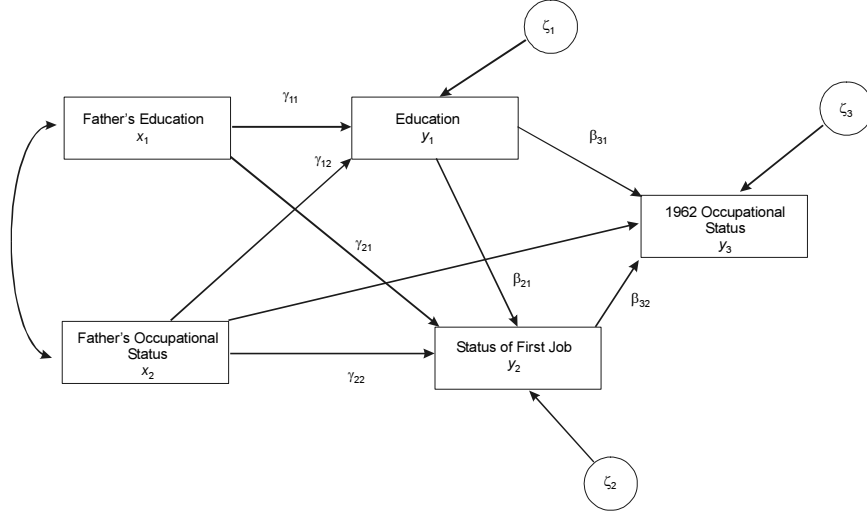 ζ1
Father's Education
x1
γ11
Education
y1
ζ3
β31
γ12
1962 Occupational
Status
y3
γ21
β21
β32
Father's Occupational
Status
x2
γ22
Status of First Job
y2
ζ2